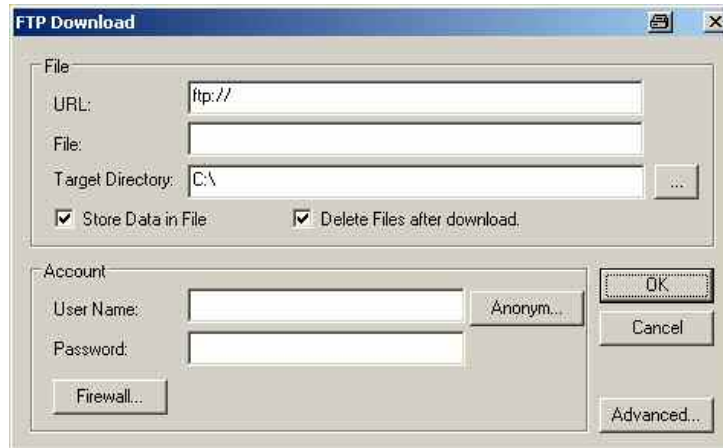 FTP Download
File
URL: ftp://
File:
Target Directory: C:\ ...
Store Data in File Delete Files after download.
Account
User Name: Anonym...
Password:
Firewall...
OK
Cancel
Advanced...